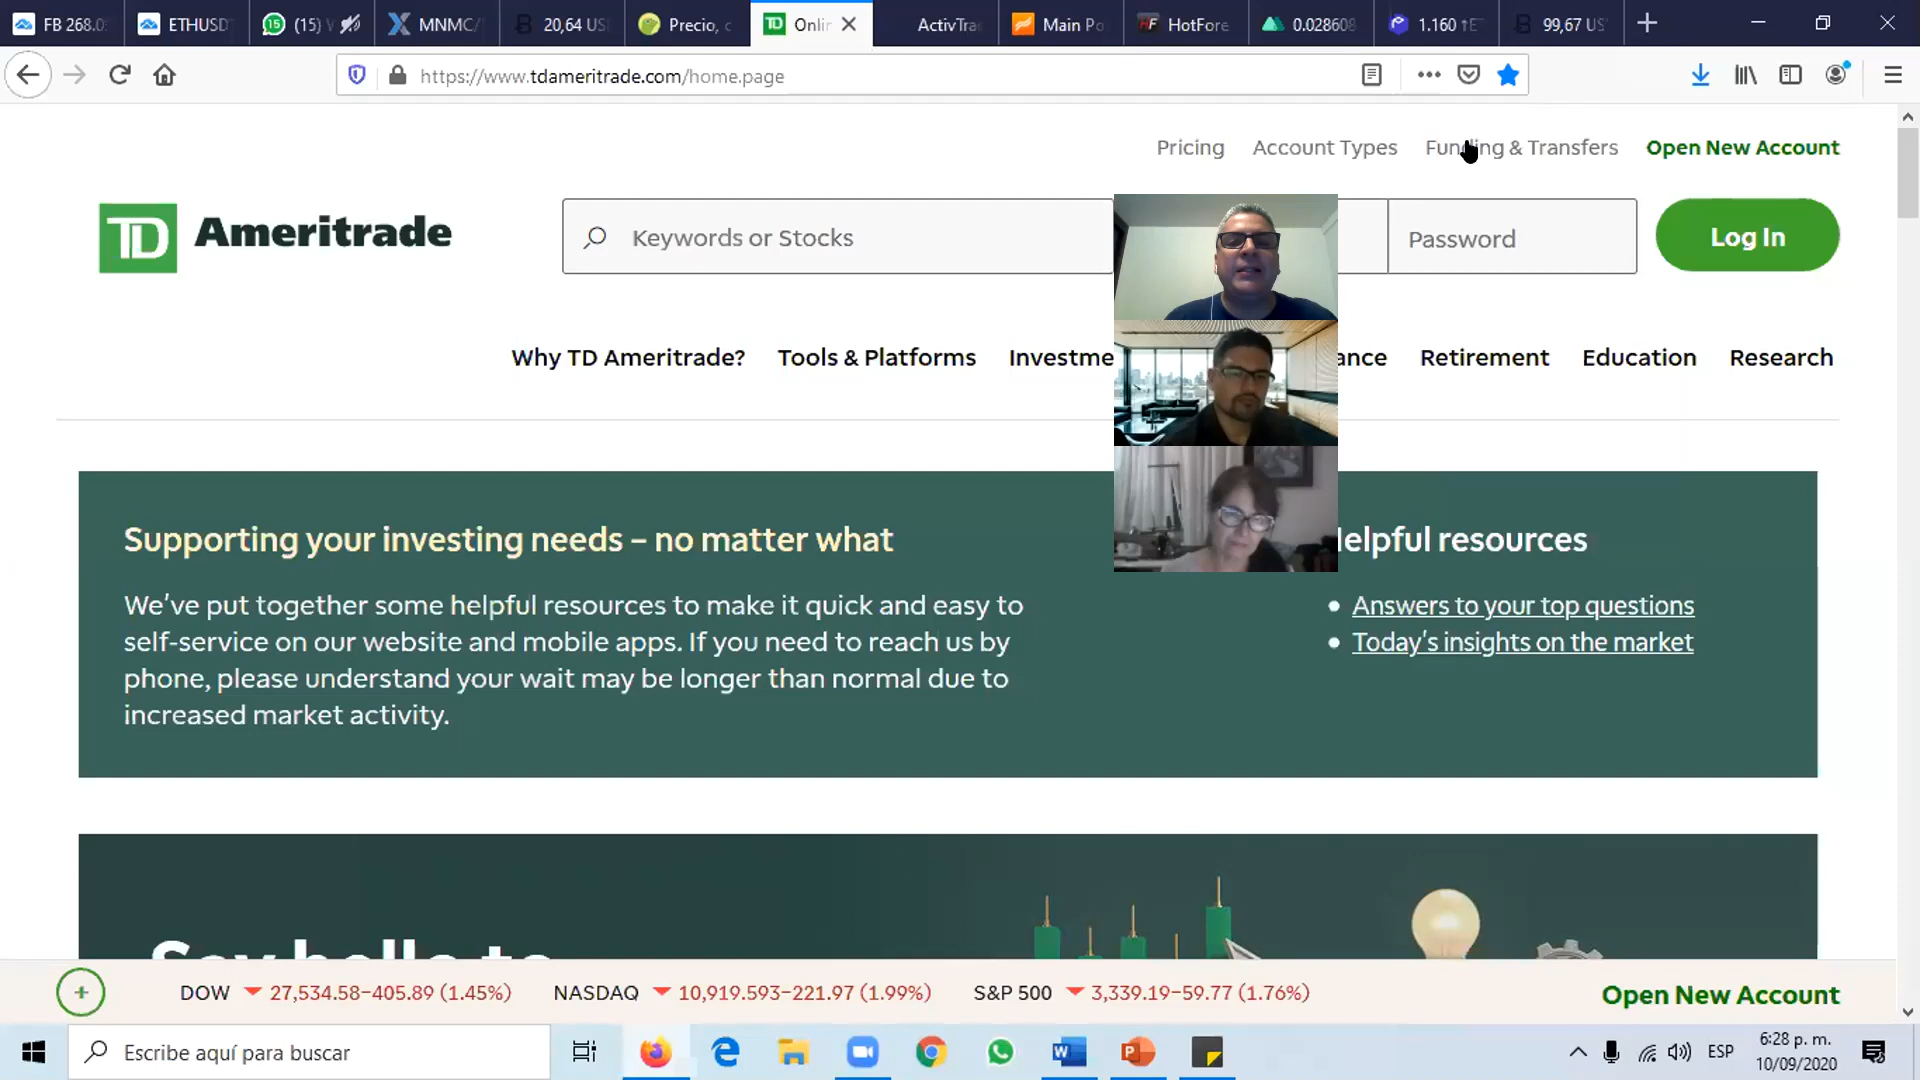 FB 268.0
ETHUSD
(15)
MNMC/
20,64 US
Precio, c
Onlin
ActivTra
Main Po
HotFore
0.028608
1.160 ↑E
99,67 US
https://www.tdameritrade.com/home.page
Pricing
Account Types
Funding & Transfers
Open New Account
TD Ameritrade
Keywords or Stocks
Password
Log In
Why TD Ameritrade?
Tools & Platforms
Investme
ance
Retirement
Education
Research
Supporting your investing needs – no matter what
We've put together some helpful resources to make it quick and easy to
self-service on our website and mobile apps. If you need to reach us by
phone, please understand your wait may be longer than normal due to
increased market activity.
elpful resources
Answers to your top questions
Today's insights on the market
Say hello to
DOW 27,534.58-405.89 (1.45%)
NASDAQ 10,919.593-221.97 (1.99%)
S&P 500 3,339.19-59.77 (1.76%)
Open New Account
Escribe aquí para buscar
ESP
6:28 p. m.
10/09/2020